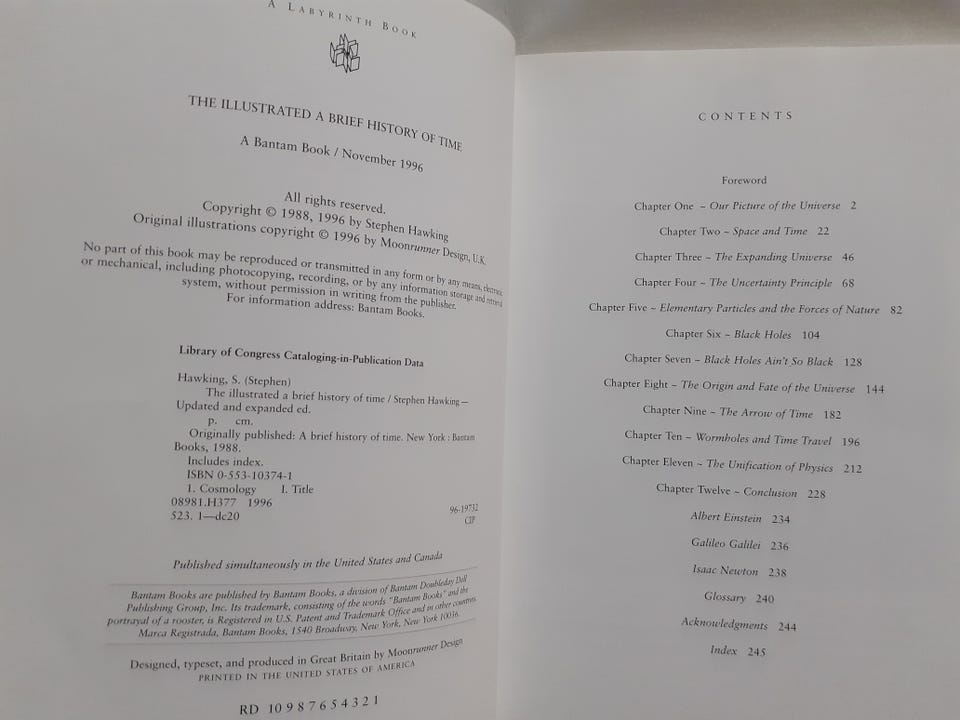 A LABYRINTH BOOK
THE ILLUSTRATED A BRIEF HISTORY OF TIME
A Bantam Book / November 1996
All rights reserved.
Copyright © 1988, 1996 by Stephen Hawking
Original illustrations copyright © 1996 by Moonrunner Design, U.K.
No part of this book may be reproduced or transmitted in any form or by any means, electronic
or mechanical, including photocopying, recording, or by any information storage and retrieval
system, without permission in writing from the publisher.
For information address: Bantam Books.
Library of Congress Cataloging-in-Publication Data
Hawking, S. (Stephen)
The illustrated a brief history of time / Stephen Hawking—
Updated and expanded ed.
p. cm.
Originally published: A brief history of time. New York : Bantam
Books, 1988.
Includes index.
ISBN 0-553-10374-1
1. Cosmology I. Title
08981.H377 1996
523. 1—dc20
96-19732
CIP
Published simultaneously in the United States and Canada
Bantam Books are published by Bantam Books, a division of Bantam Doubleday Dell
Publishing Group, Inc. Its trademark, consisting of the words "Bantam Books" and the
portrayal of a rooster, is Registered in U.S. Patent and Trademark Office and in other countries.
Marca Registrada, Bantam Books, 1540 Broadway, New York, New York 10036.
Designed, typeset, and produced in Great Britain by Moonrunner Design
PRINTED IN THE UNITED STATES OF AMERICA
RD 10 9 8 7 6 5 4 3 2 1
CONTENTS
Foreword
Chapter One ~ Our Picture of the Universe 2
Chapter Two ~ Space and Time 22
Chapter Three ~ The Expanding Universe 46
Chapter Four ~ The Uncertainty Principle 68
Chapter Five ~ Elementary Particles and the Forces of Nature 82
Chapter Six ~ Black Holes 104
Chapter Seven ~ Black Holes Ain't So Black 128
Chapter Eight ~ The Origin and Fate of the Universe 144
Chapter Nine ~ The Arrow of Time 182
Chapter Ten ~ Wormholes and Time Travel 196
Chapter Eleven ~ The Unification of Physics 212
Chapter Twelve ~ Conclusion 228
Albert Einstein 234
Galileo Galilei 236
Isaac Newton 238
Glossary 240
Acknowledgments 244
Index 245